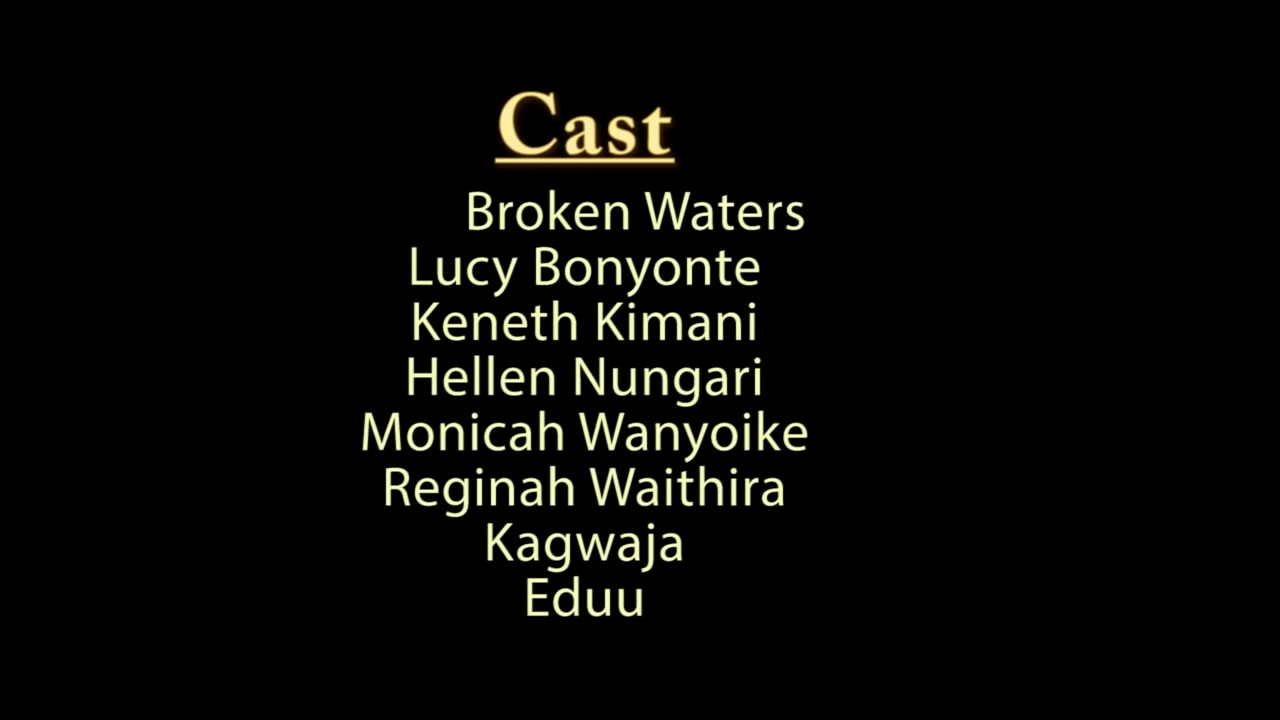 Cast
Broken Waters
Lucy Bonyonte
Keneth Kimani
Hellen Nungari
Monicah Wanyoike
Reginah Waithira
Kagwaja
Eduu